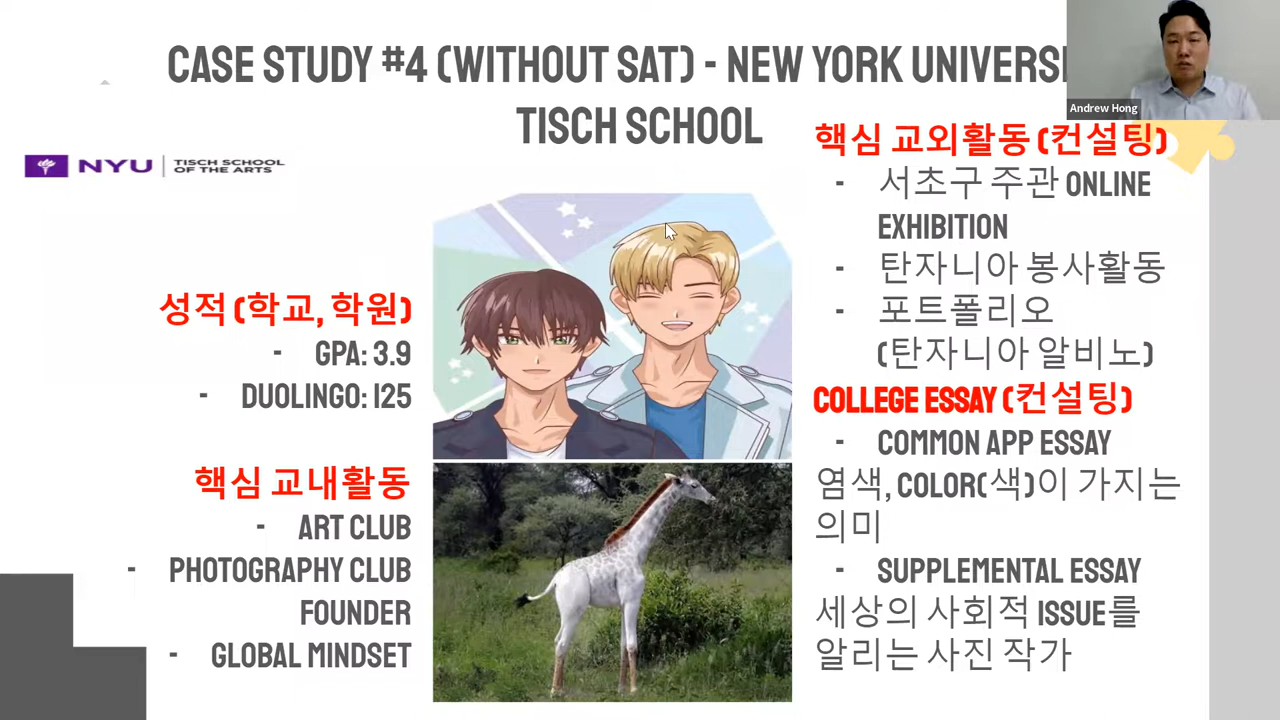 CASE STUDY #4 (WITHOUT SAT) - NEW YORK UNIVERSI
TISCH SCHOOL
Andrew Hong
NYU
TISCH SCHOOL
OF THE ARTS
성적 (학교, 학원)
- GPA: 3.9
- DUOLINGO: 125
핵심 교내활동
- ART CLUB
- PHOTOGRAPHY CLUB
FOUNDER
- GLOBAL MINDSET
핵심 교외활동 (컨설팅)
- 서초구 주관 ONLINE
EXHIBITION
- 탄자니아 봉사활동
- 포트폴리오
(탄자니아 알비노)
COLLEGE ESSAY (컨설팅)
- COMMON APP ESSAY
염색, COLOR(색)이 가지는
의미
- SUPPLEMENTAL ESSAY
세상의 사회적 ISSUE를
알리는 사진 작가